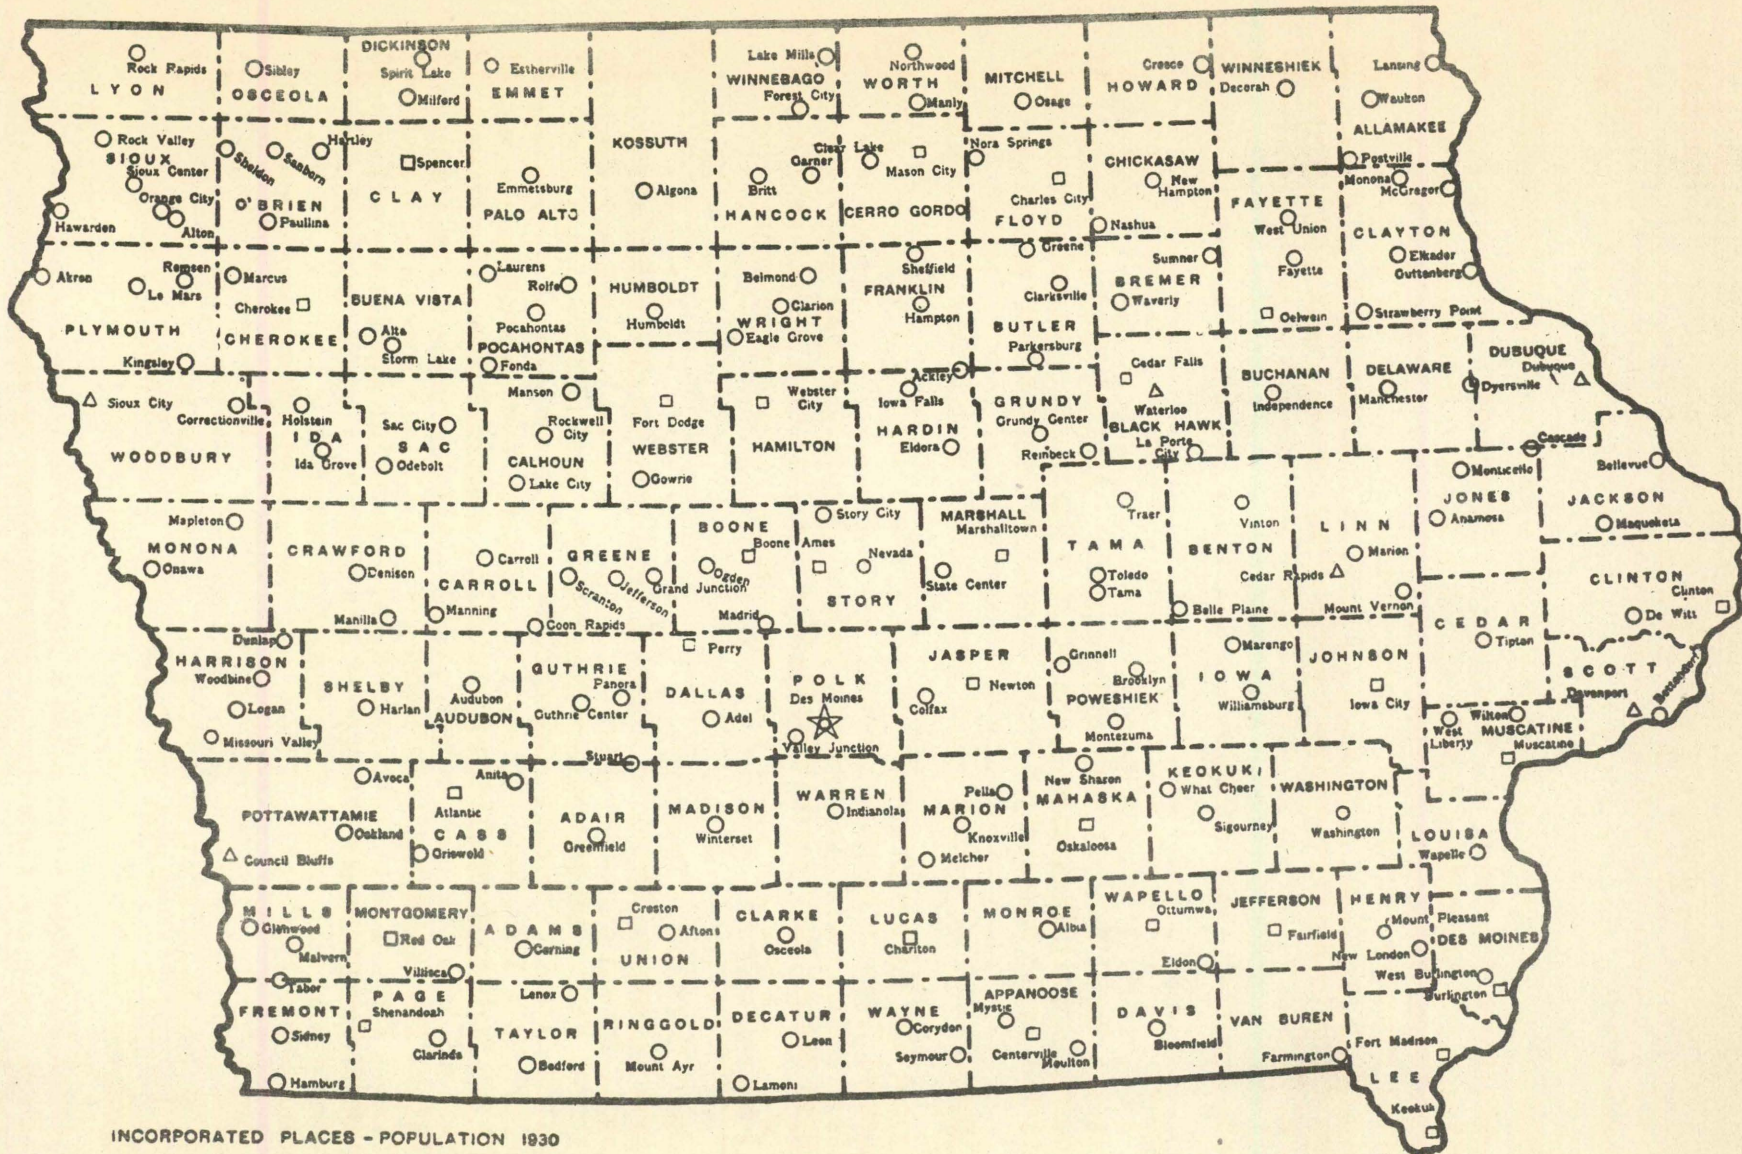 Rock Rapids
LYON
Sibley
OSCEOLA
DICKINSON
Spirit Lake
Milford
Estherville
EMMET
Lake Mills
WINNEBAGO
Forest City
Northwood
WORTH
Manly
MITCHELL
Osage
Cresco
HOWARD
WINNESHIEK
Decorah
Lansing
Waukon
ALLAMAKEE
Postville
Rock Valley
SIOUX
Sioux Center
Orange City
Hawarden
Alton
Hartley
Sheldon
Sanborn
O'BRIEN
Paullina
Spencer
CLAY
Emmetsburg
PALO ALTO
KOSSUTH
Algona
Garner
Britt
HANCOCK
Clear Lake
Mason City
CERRO GORDO
Nora Springs
Charles City
FLOYD
CHICKASAW
New
Hampton
Nashua
FAYETTE
West Union
Fayette
Oelwein
Monona
McGregor
CLAYTON
Elkader
Guttenberg
Strawberry Point
Akron
Remsen
Le Mars
PLYMOUTH
Kingsley
Marcus
Cherokee
CHEROKEE
BUENA VISTA
Alta
Storm Lake
Laurens
Rolfe
Pocahontas
POCAHONTAS
Fonda
HUMBOLDT
Humboldt
Belmond
Clarion
WRIGHT
Eagle Grove
Sheffield
FRANKLIN
Hampton
Greene
Clarksville
BUTLER
Parkersburg
Sumner
BREMER
Waverly
Sioux City
Correctionville
WOODBURY
Holstein
IDA
Ida Grove
Sac City
SAC
Odebolt
Manson
Rockwell
City
CALHOUN
Lake City
Fort Dodge
WEBSTER
Gowrie
Webster
City
HAMILTON
Ackley
Iowa Falls
HARDIN
Eldora
GRUNDY
Grundy Center
Reinbeck
Cedar Falls
Waterloo
BLACK HAWK
La Porte
City
BUCHANAN
Independence
DELAWARE
Manchester
DUBUQUE
Dubuque
Dyersville
Cascade
Mapleton
MONONA
Onawa
CRAWFORD
Denison
Manilla
Carroll
CARROLL
Manning
GREENE
Scranton
Jefferson
Grand Junction
Coon Rapids
BOONE
Boone
Ogden
Madrid
Story City
Ames
Nevada
STORY
MARSHALL
Marshalltown
State Center
Traer
TAMA
Toledo
Tama
Vinton
BENTON
Belle Plaine
LINN
Marion
Cedar Rapids
Mount Vernon
Monticello
JONES
Anamosa
Bellevue
JACKSON
Maquoketa
CLINTON
Clinton
De Witt
CEDAR
Tipton
Dunlap
HARRISON
Woodbine
Logan
Missouri Valley
SHELBY
Harlan
Audubon
AUDUBON
GUTHRIE
Panora
Guthrie Center
Stuart
Perry
DALLAS
Adel
POLK
Des Moines
Valley Junction
JASPER
Newton
Colfax
Grinnell
Brooklyn
POWESHIEK
Montezuma
Marengo
IOWA
Williamsburg
JOHNSON
Iowa City
SCOTT
Davenport
Bettendorf
Wilton
West
Liberty
MUSCATINE
Muscatine
Avoca
POTTAWATTAMIE
Oakland
Council Bluffs
Anita
Atlantic
CASS
Griswold
ADAIR
Greenfield
MADISON
Winterset
WARREN
Indianola
Pella
MARION
Knoxville
Melcher
New Sharon
MAHASKA
Oskaloosa
KEOKUK
What Cheer
Sigourney
WASHINGTON
Washington
LOUISA
Wapello
MILLS
Glenwood
Malvern
Tabor
MONTGOMERY
Red Oak
Villisca
ADAMS
Corning
Creston
Afton
UNION
CLARKE
Osceola
LUCAS
Chariton
MONROE
Albia
WAPELLO
Ottumwa
Eldon
JEFFERSON
Fairfield
HENRY
Mount Pleasant
New London
DES MOINES
West Burlington
Burlington
FREMONT
Sidney
Hamburg
PAGE
Shenandoah
Clarinda
Lenox
TAYLOR
Bedford
RINGGOLD
Mount Ayr
DECATUR
Leon
Lamoni
WAYNE
Corydon
Seymour
APPANOOSE
Mystic
Centerville
Moulton
DAVIS
Bloomfield
VAN BUREN
Farmington
Fort Madison
LEE
Keokuk
INCORPORATED PLACES - POPULATION 1930